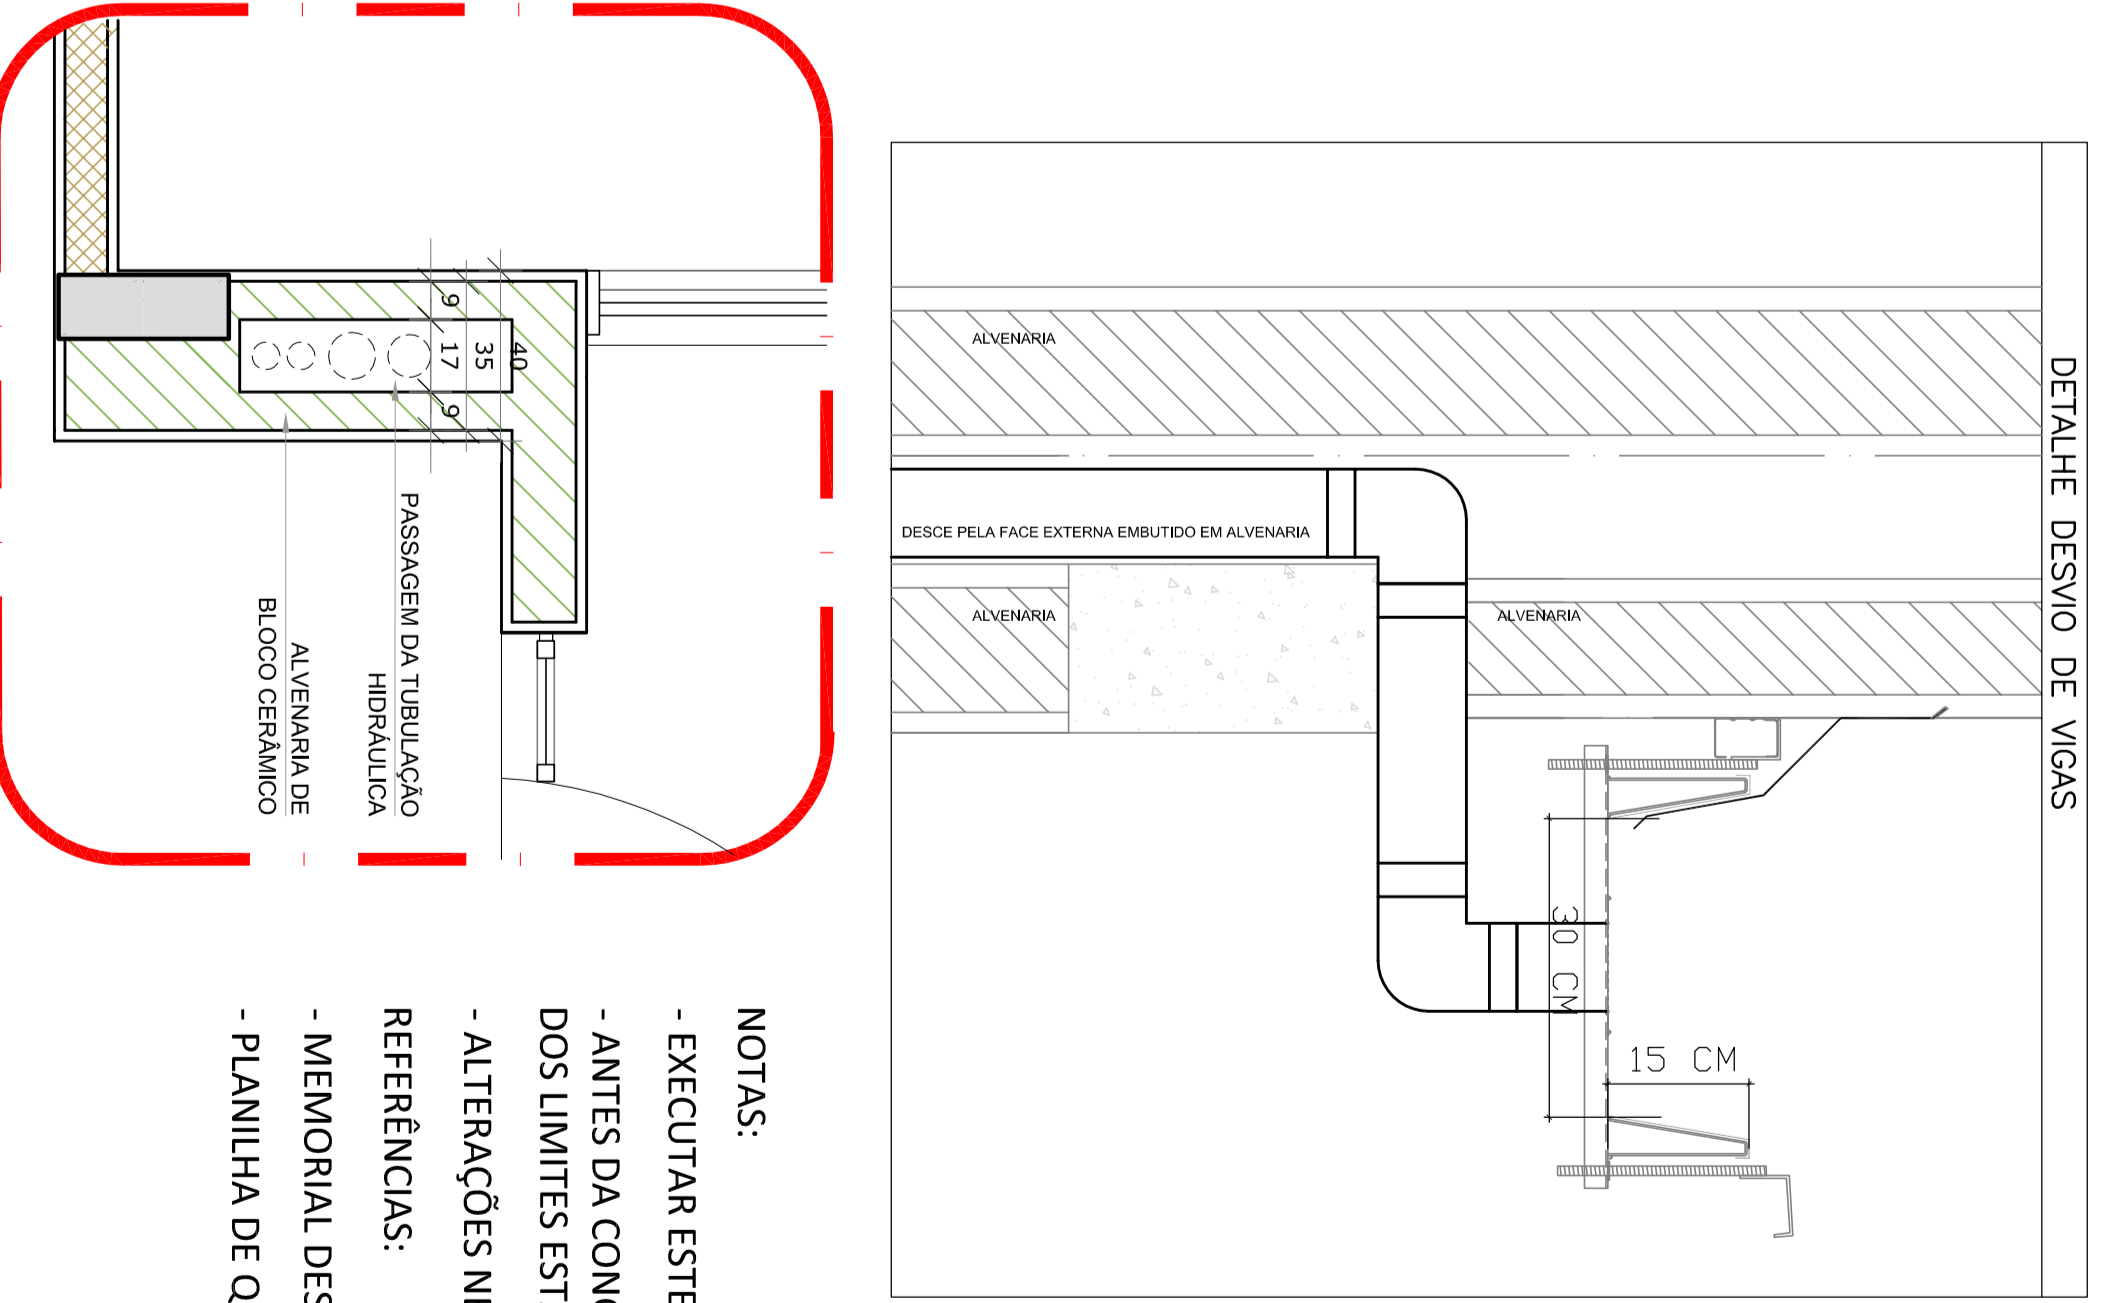 DETALHE DESVIO DE VIGAS
ALVENARIA
DESCE PELA FACE EXTERNA EMBUTIDO EM ALVENARIA
ALVENARIA
ALVENARIA
30 CM
15 CM
9
17
9
35
40
PASSAGEM DA TUBULAÇÃO
HIDRÁULICA
ALVENARIA DE
BLOCO CERÂMICO
NOTAS:
- EXECUTAR ESTE
- ANTES DA CONC
DOS LIMITES EST
- ALTERAÇÕES NE
REFERÊNCIAS:
- MEMORIAL DES
- PLANILHA DE Q